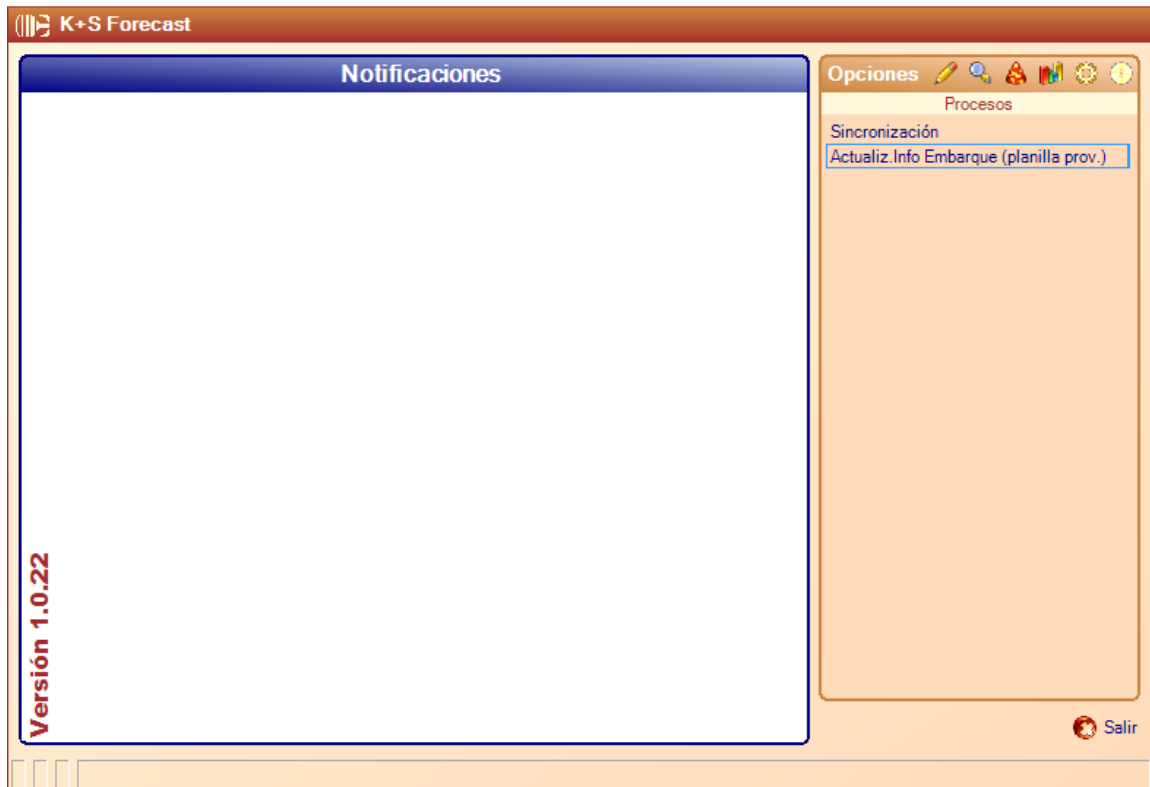 K+S Forecast
Notificaciones
Versión 1.0.22
Opciones
Procesos
Sincronización
Actualiz.Info Embarque (planilla prov.)
Salir